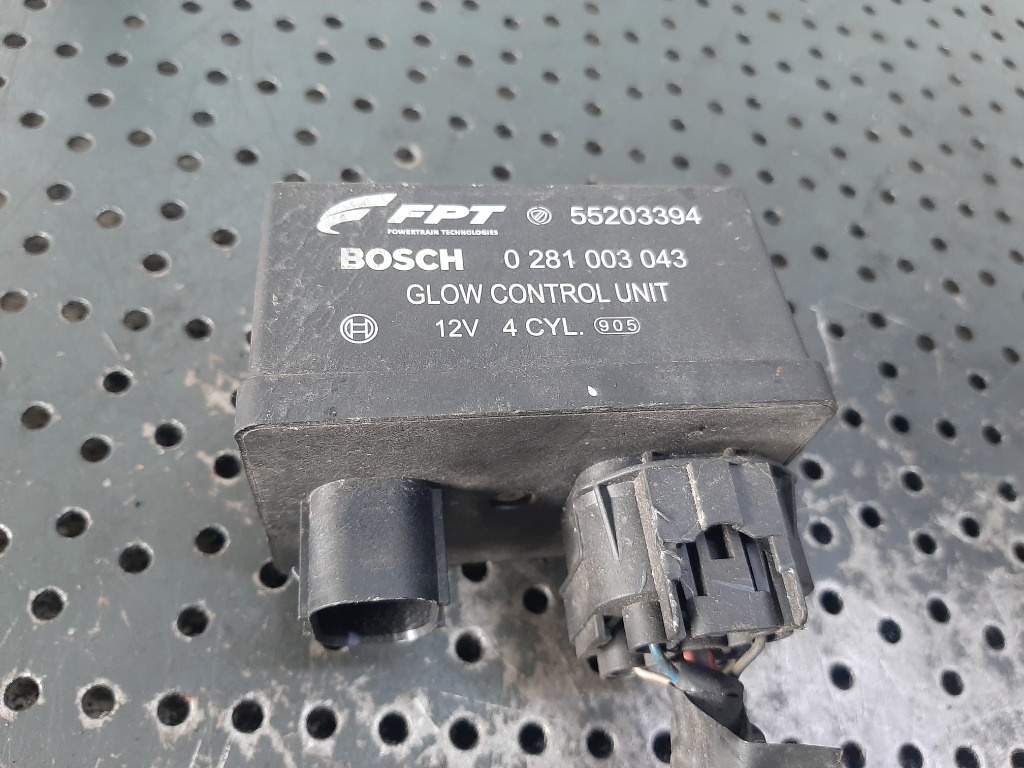 FPT 55203394
POWERTRAIN TECHNOLOGIES
BOSCH 0 281 003 043
GLOW CONTROL UNIT
12V 4 CYL. 905